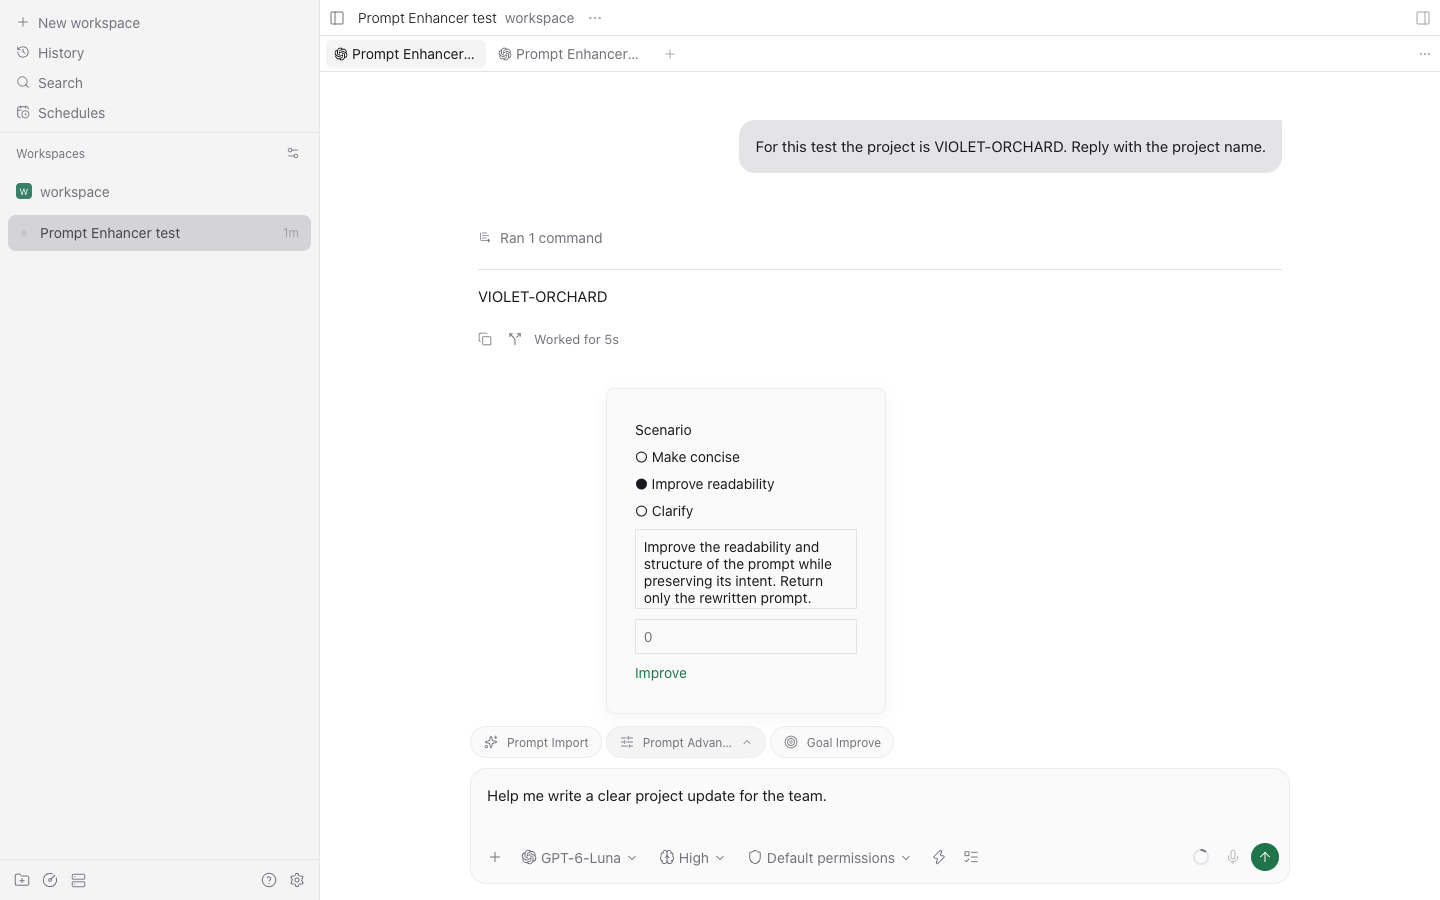 New workspace
History
Search
Schedules
Workspaces
W workspace
Prompt Enhancer test 1m
Prompt Enhancer test workspace
Prompt Enhancer... Prompt Enhancer...
For this test the project is VIOLET-ORCHARD. Reply with the project name.
Ran 1 command
VIOLET-ORCHARD
Worked for 5s
Scenario
Make concise
Improve readability
Clarify
Improve the readability and
structure of the prompt while
preserving its intent. Return
only the rewritten prompt.
0
Improve
Prompt Import Prompt Advan... Goal Improve
Help me write a clear project update for the team.
GPT-6-Luna High Default permissions